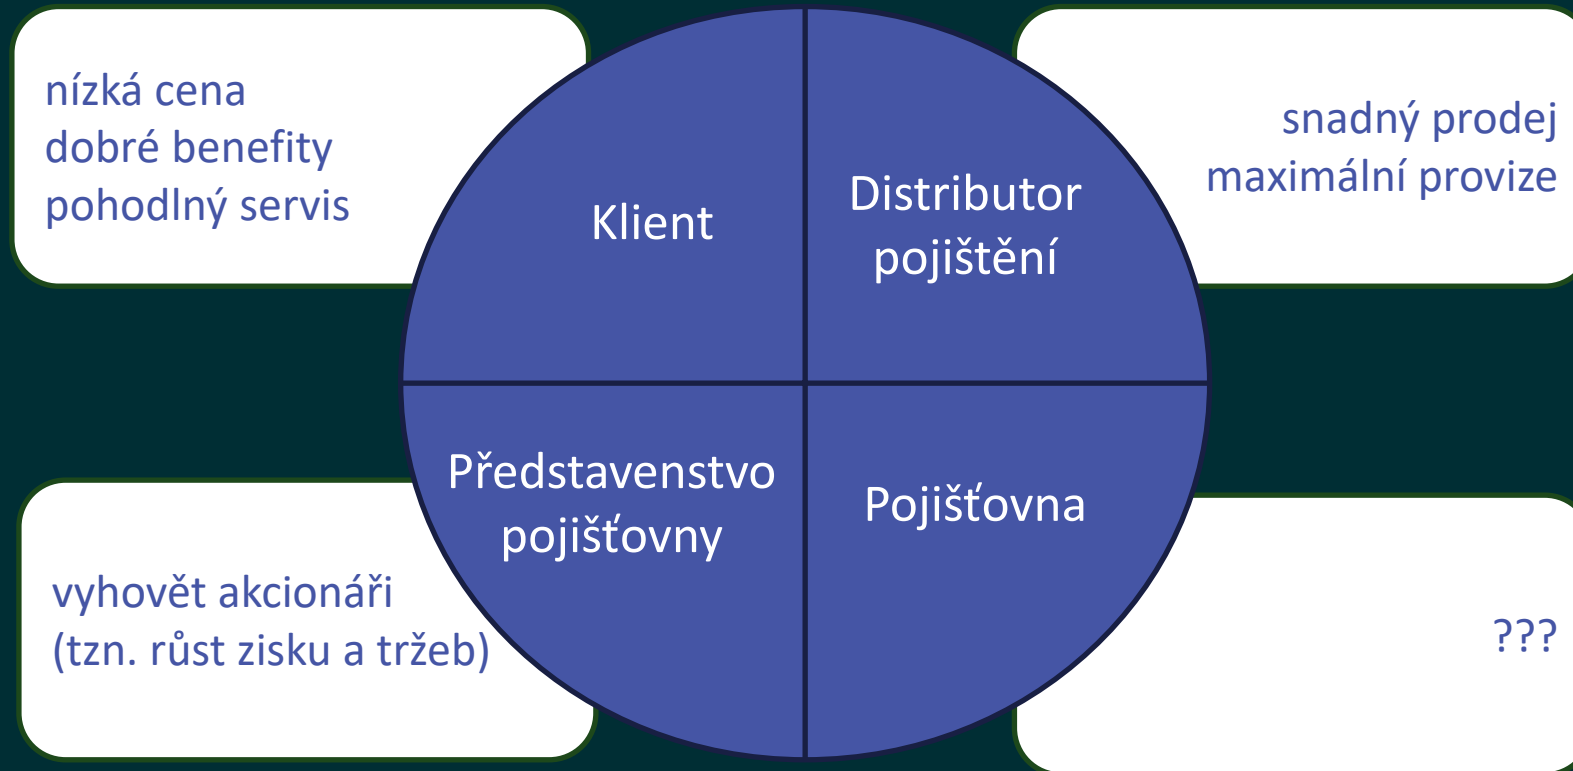 nízká cena
dobré benefity
pohodlný servis
Klient
Distributor
pojištění
snadný prodej
maximální provize
Představenstvo
pojišťovny
vyhovět akcionáři
(tzn. růst zisku a tržeb)
Pojišťovna
???